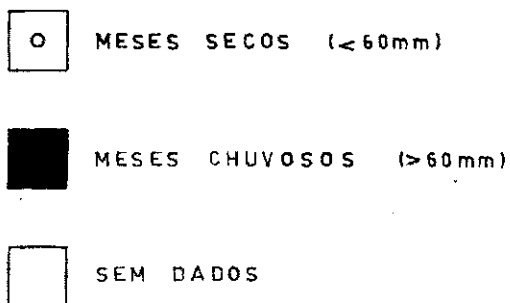 MESES SECOS (<60mm)
MESES CHUVOSOS (>60mm)
SEM DADOS